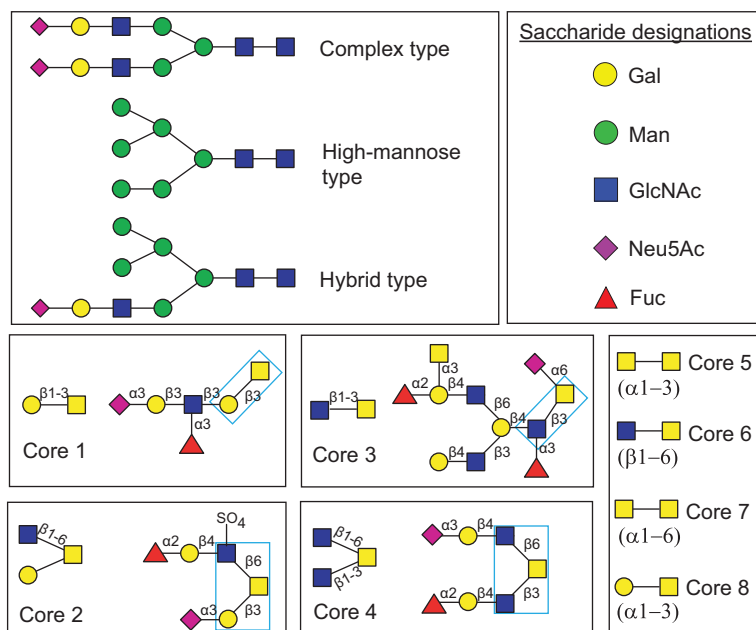 Complex type
High-mannose
type
Hybrid type
Saccharide designations
Gal
Man
GlcNAc
Neu5Ac
Fuc
β1-3
α3
β3
β3
β3
α3
Core 1
β1-3
α3
α2
β4
β6
α6
β4
β4
β3
β3
α3
Core 3
β1-6
SO4
α2
β4
β6
α3
β3
Core 2
β1-6
β1-3
α3
β4
β6
α2
β4
β3
Core 4
Core 5
(α1–3)
Core 6
(β1–6)
Core 7
(α1–6)
Core 8
(α1–3)